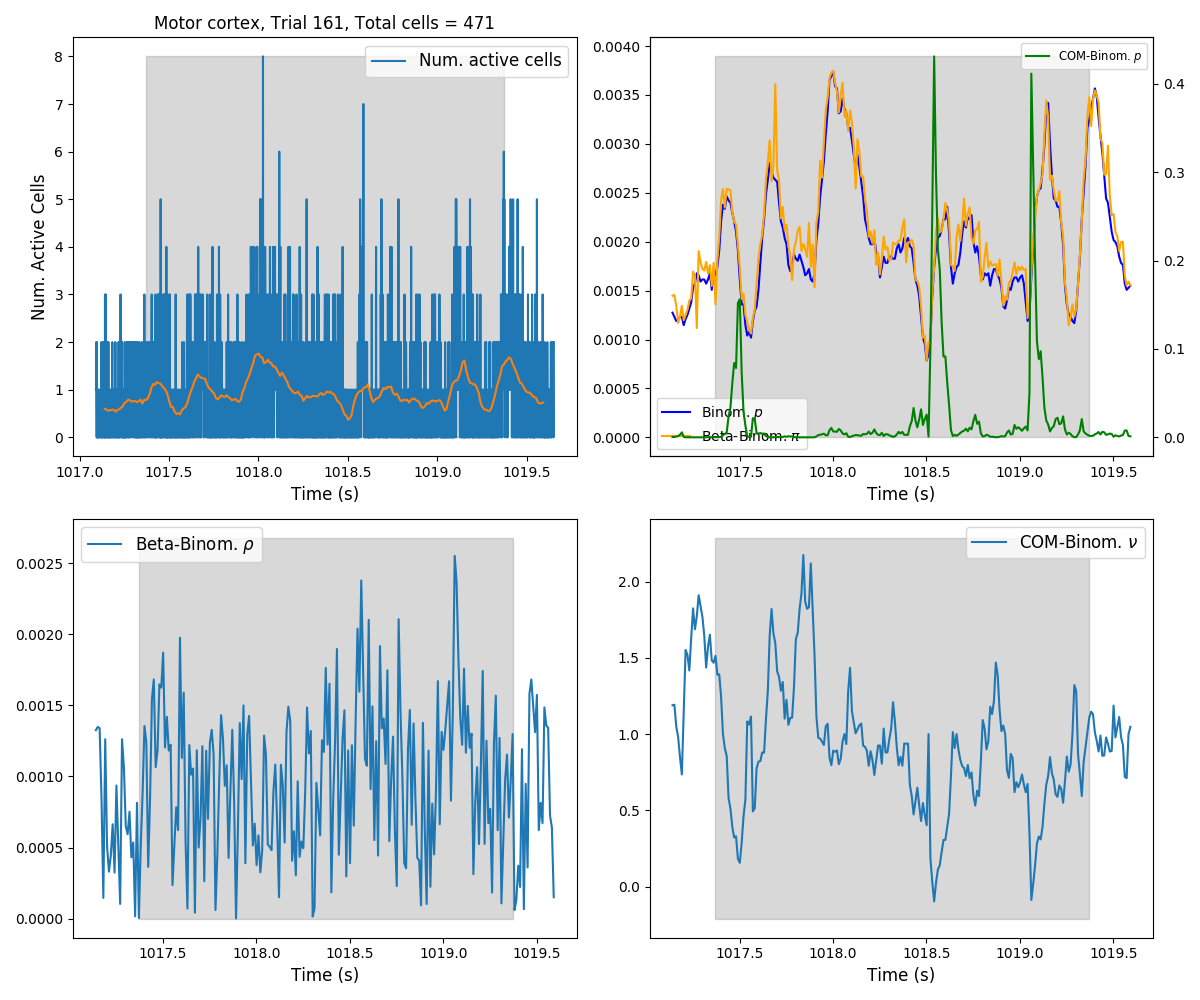 Motor cortex, Trial 161, Total cells = 471
Num. active cells
Num. Active Cells
8
7
6
5
4
3
2
1
0
1017.0 1017.5 1018.0 1018.5 1019.0 1019.5
Time (s)
COM-Binom. p
0.0040
0.0035
0.0030
0.0025
0.0020
0.0015
0.0010
0.0005
0.0000
0.4
0.3
0.2
0.1
0.0
Binom. p
Beta-Binom. π
1017.5 1018.0 1018.5 1019.0 1019.5
Time (s)
Beta-Binom. ρ
0.0025
0.0020
0.0015
0.0010
0.0005
0.0000
1017.5 1018.0 1018.5 1019.0 1019.5
Time (s)
COM-Binom. ν
2.0
1.5
1.0
0.5
0.0
1017.5 1018.0 1018.5 1019.0 1019.5
Time (s)